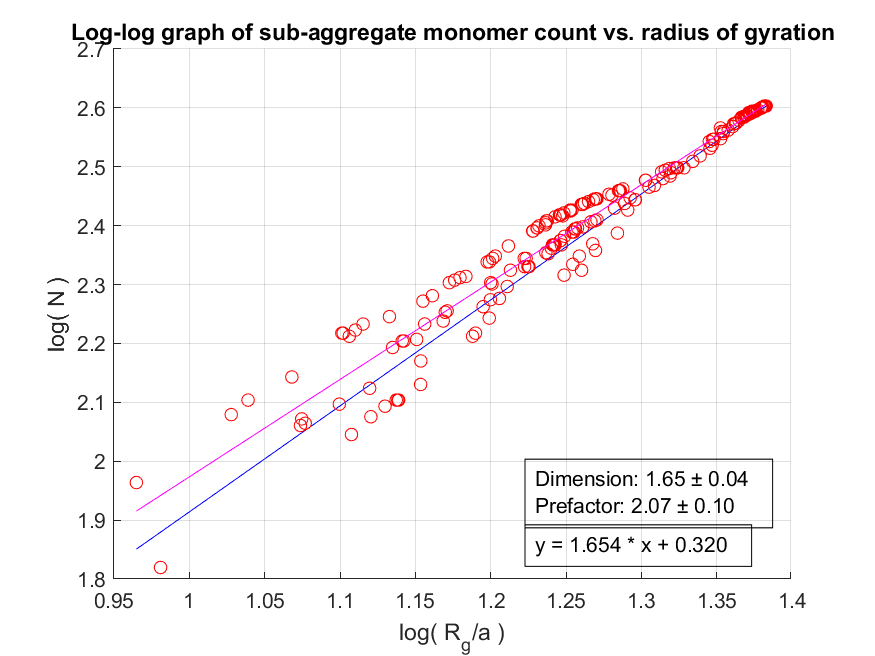 Log-log graph of sub-aggregate monomer count vs. radius of gyration
2.7
2.6
2.5
2.4
2.3
2.2
2.1
2
1.9
1.8
log( N )
Dimension: 1.65 ± 0.04
Prefactor: 2.07 ± 0.10
y = 1.654 * x + 0.320
0.95 1 1.05 1.1 1.15 1.2 1.25 1.3 1.35 1.4
log( R_g/a )